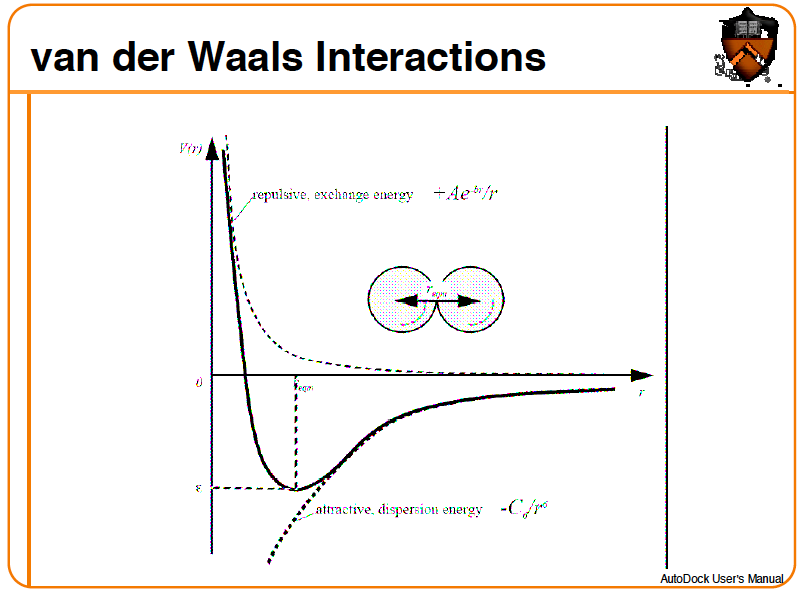 van der Waals Interactions
V(r)
repulsive, exchange energy +Ae^-br/r
r_eqm
0
r_eqm
r
ε
attractive, dispersion energy -C_6/r^6
AutoDock User's Manual